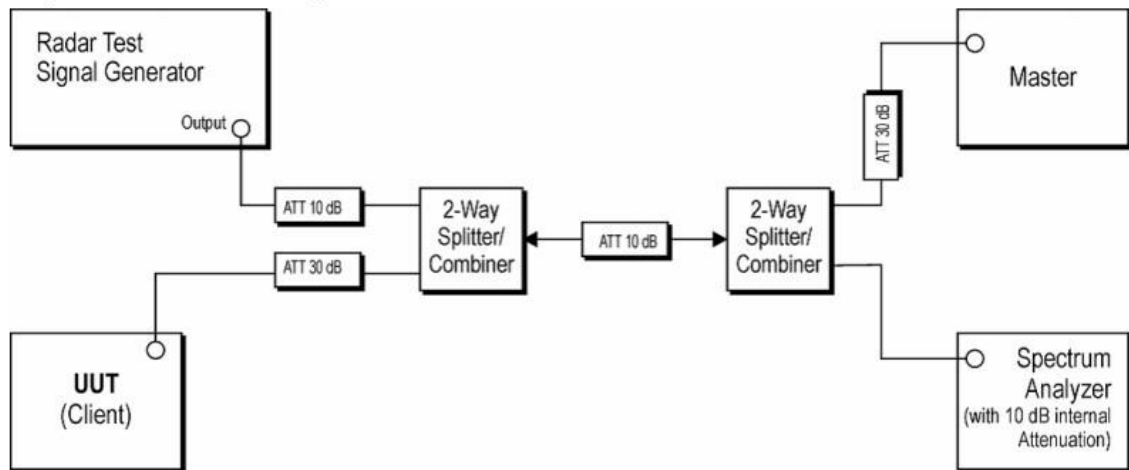 Radar Test
Signal Generator
Output
Master
ATT 30 dB
ATT 10 dB
2-Way
Splitter/
Combiner
ATT 10 dB
2-Way
Splitter/
Combiner
ATT 30 dB
UUT
(Client)
Spectrum
Analyzer
(with 10 dB internal
Attenuation)